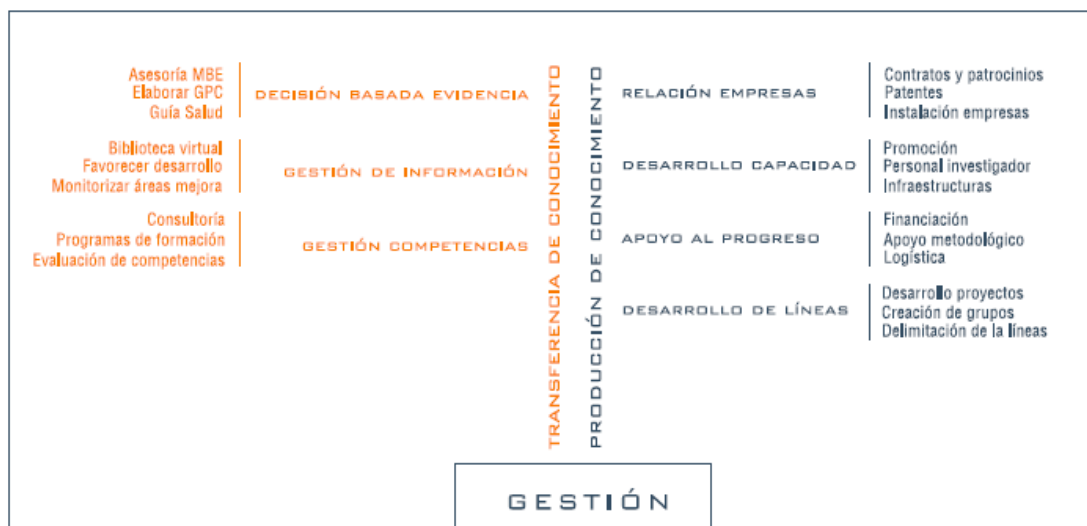 Asesoría MBE
Elaborar GPC
Guía Salud
DECISIÓN BASADA EVIDENCIA
Biblioteca virtual
Favorecer desarrollo
Monitorizar áreas mejora
GESTIÓN DE INFORMACIÓN
Consultoría
Programas de formación
Evaluación de competencias
GESTIÓN COMPETENCIAS
TRANSFERENCIA DE CONOCIMIENTO
PRODUCCIÓN DE CONOCIMIENTO
RELACIÓN EMPRESAS
Contratos y patrocinios
Patentes
Instalación empresas
DESARROLLO CAPACIDAD
Promoción
Personal investigador
Infraestructuras
APOYO AL PROGRESO
Financiación
Apoyo metodológico
Logística
DESARROLLO DE LÍNEAS
Desarrollo proyectos
Creación de grupos
Delimitación de la líneas
GESTIÓN